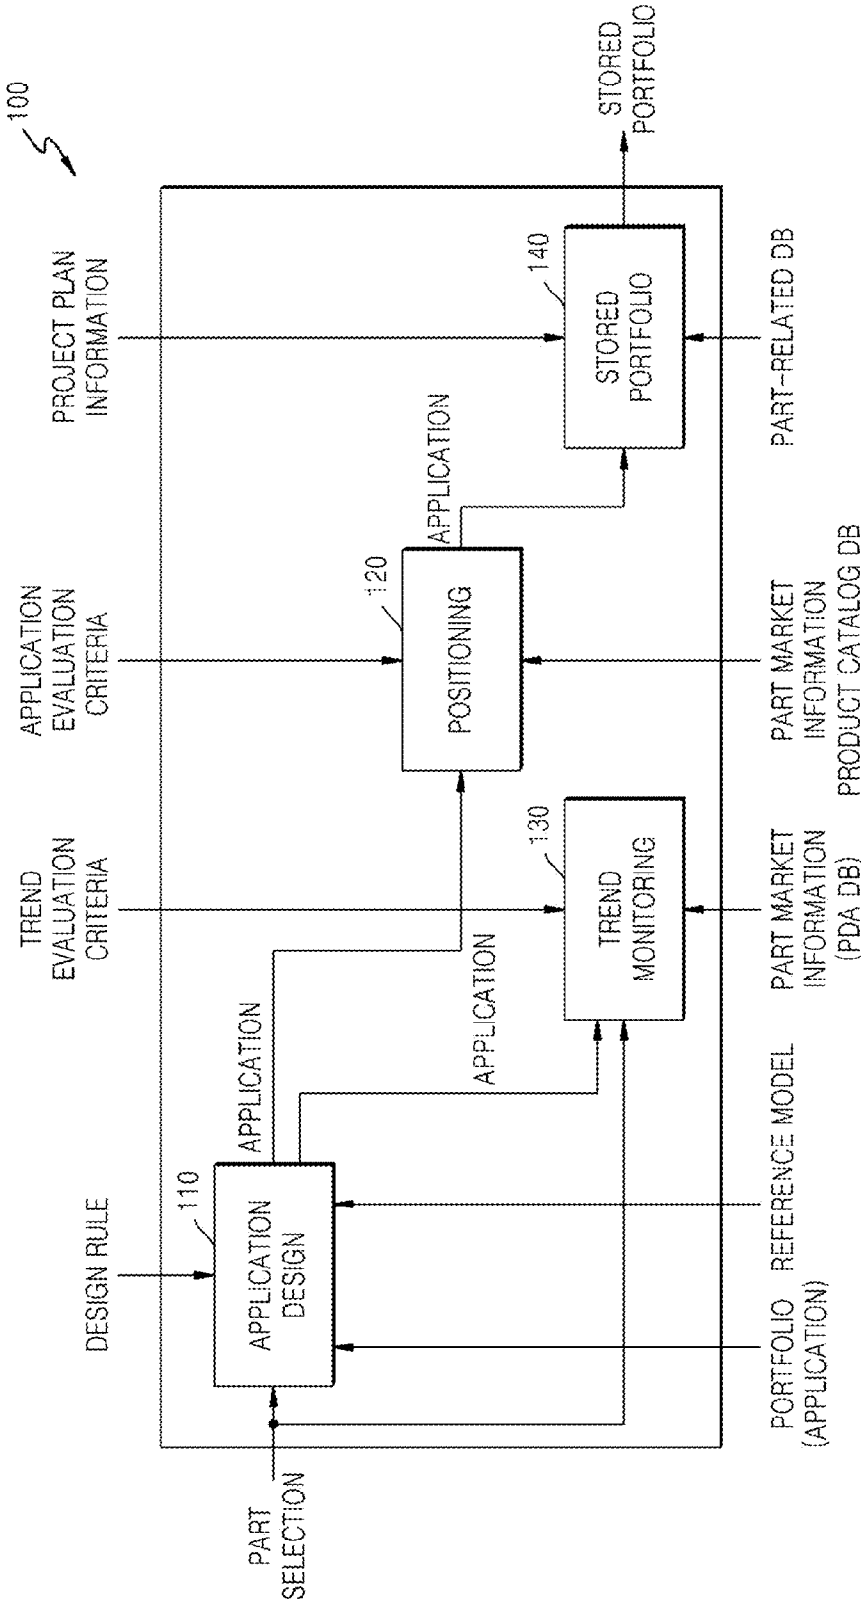 100
DESIGN RULE
TREND
EVALUATION
CRITERIA
APPLICATION
EVALUATION
CRITERIA
PROJECT PLAN
INFORMATION
PART
SELECTION
110
APPLICATION
DESIGN
APPLICATION
APPLICATION
120
POSITIONING
APPLICATION
130
TREND
MONITORING
140
STORED
PORTFOLIO
STORED
PORTFOLIO
PORTFOLIO
(APPLICATION)
REFERENCE MODEL
PART MARKET
INFORMATION
(PDA DB)
PART MARKET
INFORMATION
PRODUCT CATALOG DB
PART-RELATED DB